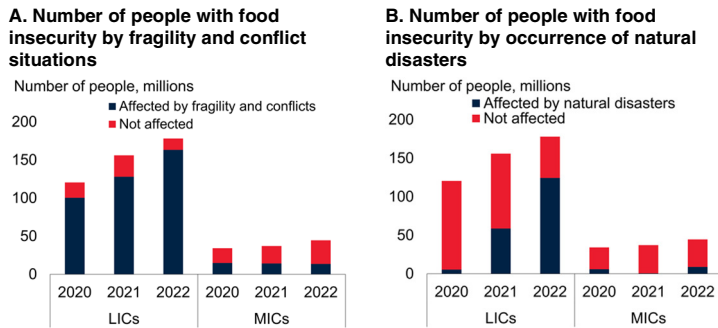 A. Number of people with food
insecurity by fragility and conflict
situations
Number of people, millions
Affected by fragility and conflicts
Not affected
200
150
100
50
0
2020 2021 2022 2020 2021 2022
LICs MICs
B. Number of people with food
insecurity by occurrence of natural
disasters
Number of people, millions
Affected by natural disasters
Not affected
200
150
100
50
0
2020 2021 2022 2020 2021 2022
LICs MICs